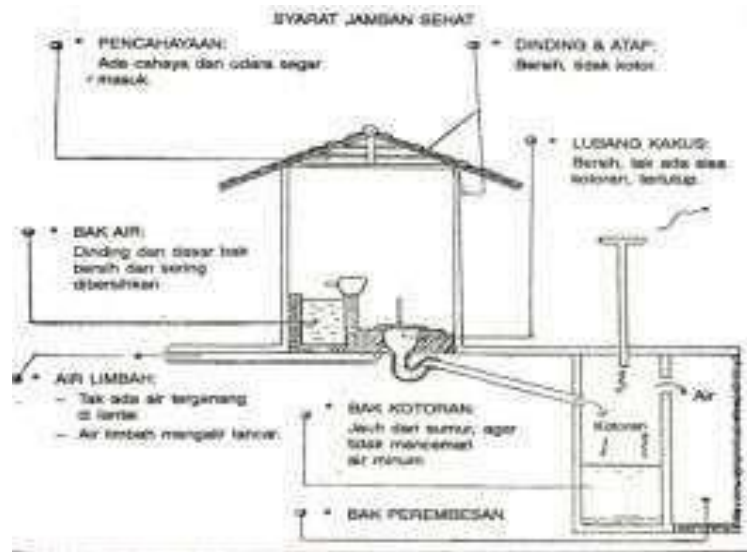 SYARAT JAMBAN SEHAT
* PENCAHAYAAN:
Ada cahaya dan udara segar
masuk.
* DINDING & ATAP:
Bersih, tidak kotor.
* LUBANG KAKUS:
Bersih, tak ada sisa
kotoran, tertutup.
* BAK AIR:
Dinding dan dasar bak
bersih dan sering
dibersihkan
* AIR LIMBAH:
– Tak ada air tergenang
di lantai
– Air limbah mengalir lancar.
* BAK KOTORAN:
Jauh dari sumur, agar
tidak mencemari
air minum
Kotoran
Air
* BAK PEREMBESAN